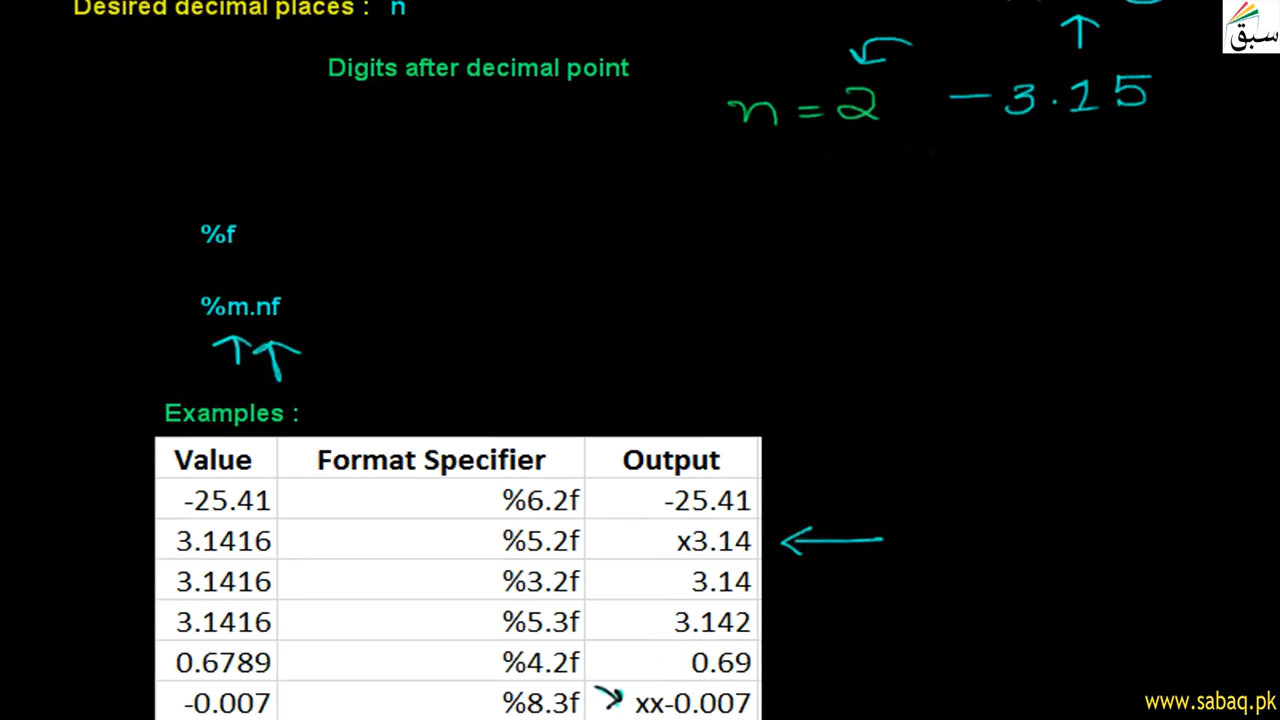 Desired decimal places : n
سبق
Digits after decimal point
n = 2
- 3.15
%f
%m.nf
Examples :
Value Format Specifier Output
-25.41 %6.2f -25.41
3.1416 %5.2f x3.14
3.1416 %3.2f 3.14
3.1416 %5.3f 3.142
0.6789 %4.2f 0.69
-0.007 %8.3f xx-0.007
www.sabaq.pk